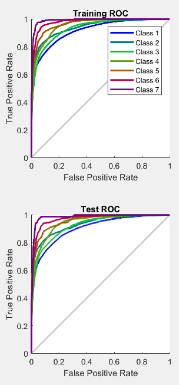 Training ROC
1
0.8
0.6
0.4
0.2
0
True Positive Rate
Class 1
Class 2
Class 3
Class 4
Class 5
Class 6
Class 7
0 0.2 0.4 0.6 0.8 1
False Positive Rate
Test ROC
1
0.8
0.6
0.4
0.2
0
True Positive Rate
0 0.2 0.4 0.6 0.8 1
False Positive Rate